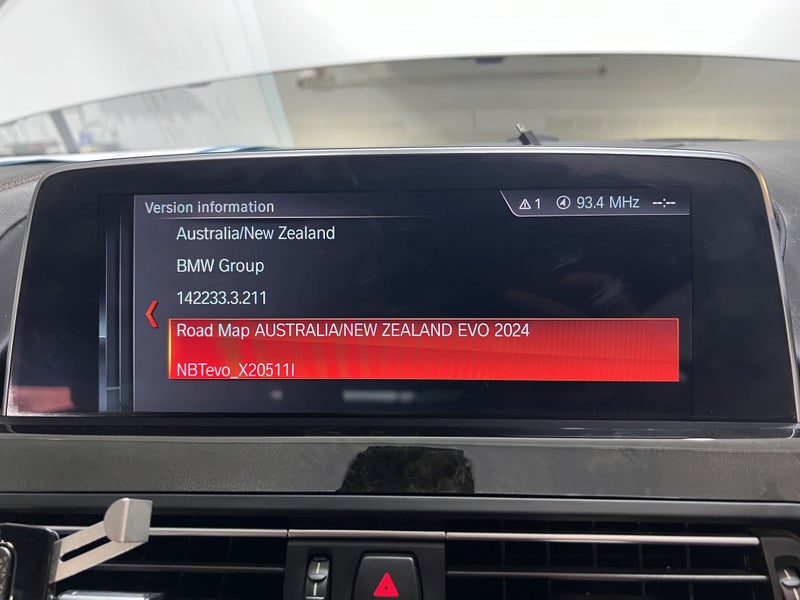 Version information
1 93.4 MHz --:--
Australia/New Zealand
BMW Group
142233.3.211
Road Map AUSTRALIA/NEW ZEALAND EVO 2024
NBTevo_X20511I